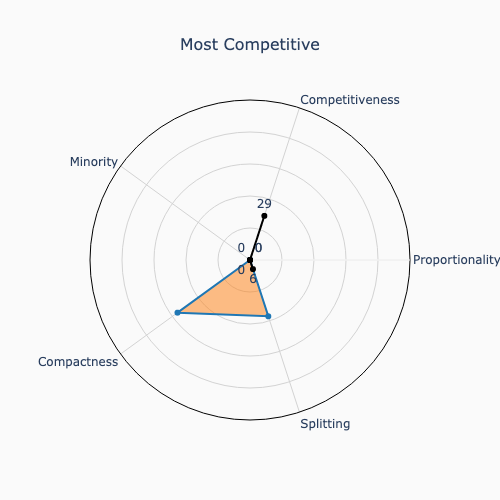 Most Competitive
Competitiveness
Minority
29
0
0
Proportionality
0
6
Compactness
Splitting